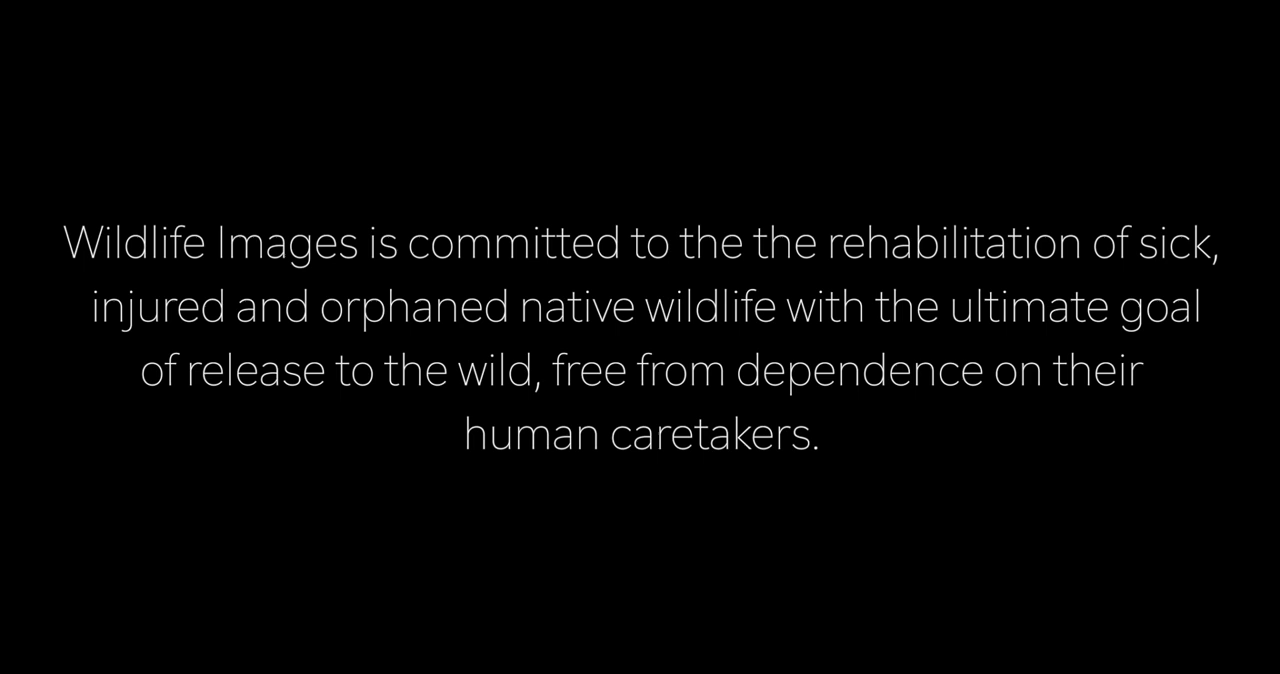 Wildlife Images is committed to the the rehabilitation of sick,
injured and orphaned native wildlife with the ultimate goal
of release to the wild, free from dependence on their
human caretakers.